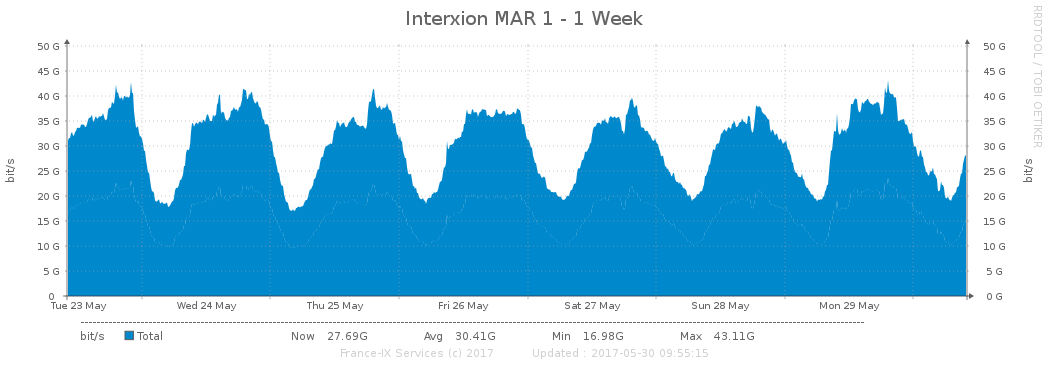 Interxion MAR 1 - 1 Week
RRDTOOL / TOBI OETIKER
50 G 50 G
45 G 45 G
40 G 40 G
35 G 35 G
30 G 30 G
25 G 25 G
20 G 20 G
15 G 15 G
10 G 10 G
5 G 5 G
0 0 G
bit/s bit/s
Tue 23 May Wed 24 May Thu 25 May Fri 26 May Sat 27 May Sun 28 May Mon 29 May
bit/s Total Now 27.69G Avg 30.41G Min 16.98G Max 43.11G
France-IX Services (c) 2017 Updated : 2017-05-30 09:55:15